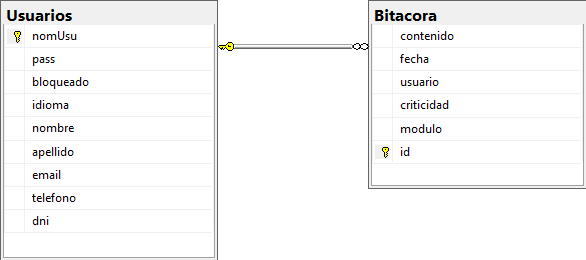 Usuarios
nomUsu
pass
bloqueado
idioma
nombre
apellido
email
telefono
dni
Bitacora
contenido
fecha
usuario
criticidad
modulo
id